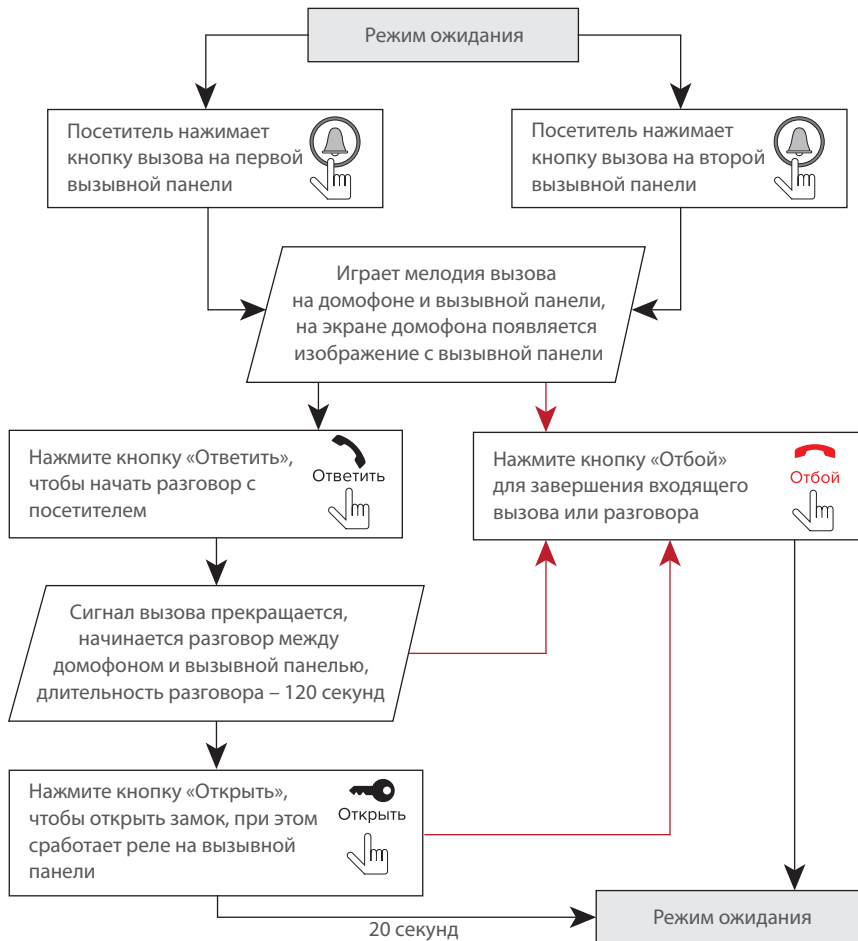 Режим ожидания
Посетитель нажимает
кнопку вызова на первой
вызывной панели
Посетитель нажимает
кнопку вызова на второй
вызывной панели
Играет мелодия вызова
на домофоне и вызывной панели,
на экране домофона появляется
изображение с вызывной панели
Нажмите кнопку «Ответить»,
чтобы начать разговор с
посетителем
Ответить
Нажмите кнопку «Отбой»
для завершения входящего
вызова или разговора
Отбой
Сигнал вызова прекращается,
начинается разговор между
домофоном и вызывной панелью,
длительность разговора – 120 секунд
Нажмите кнопку «Открыть»,
чтобы открыть замок, при этом
сработает реле на вызывной
панели
Открыть
20 секунд
Режим ожидания